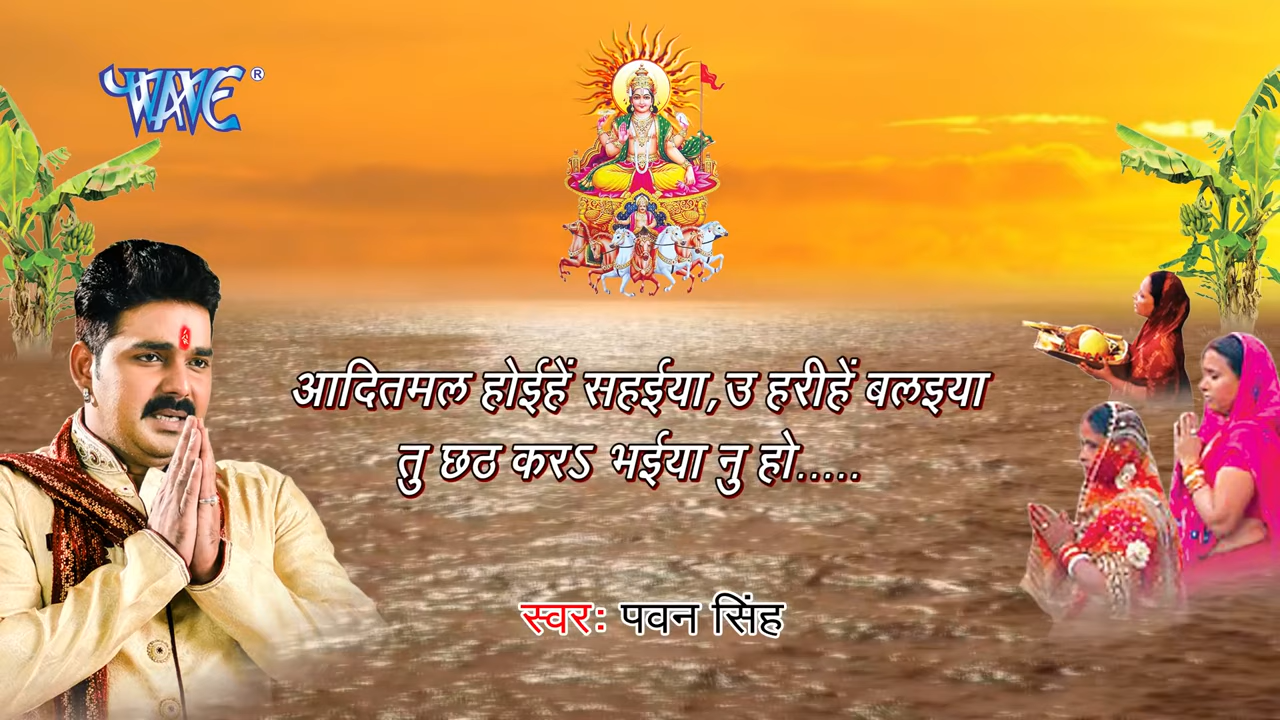 WAVE ®
आदितमल होईहें सहईया,उ हरीहें बलइया
तु छठ करऽ भईया नु हो.....
स्वरः पवन सिंह